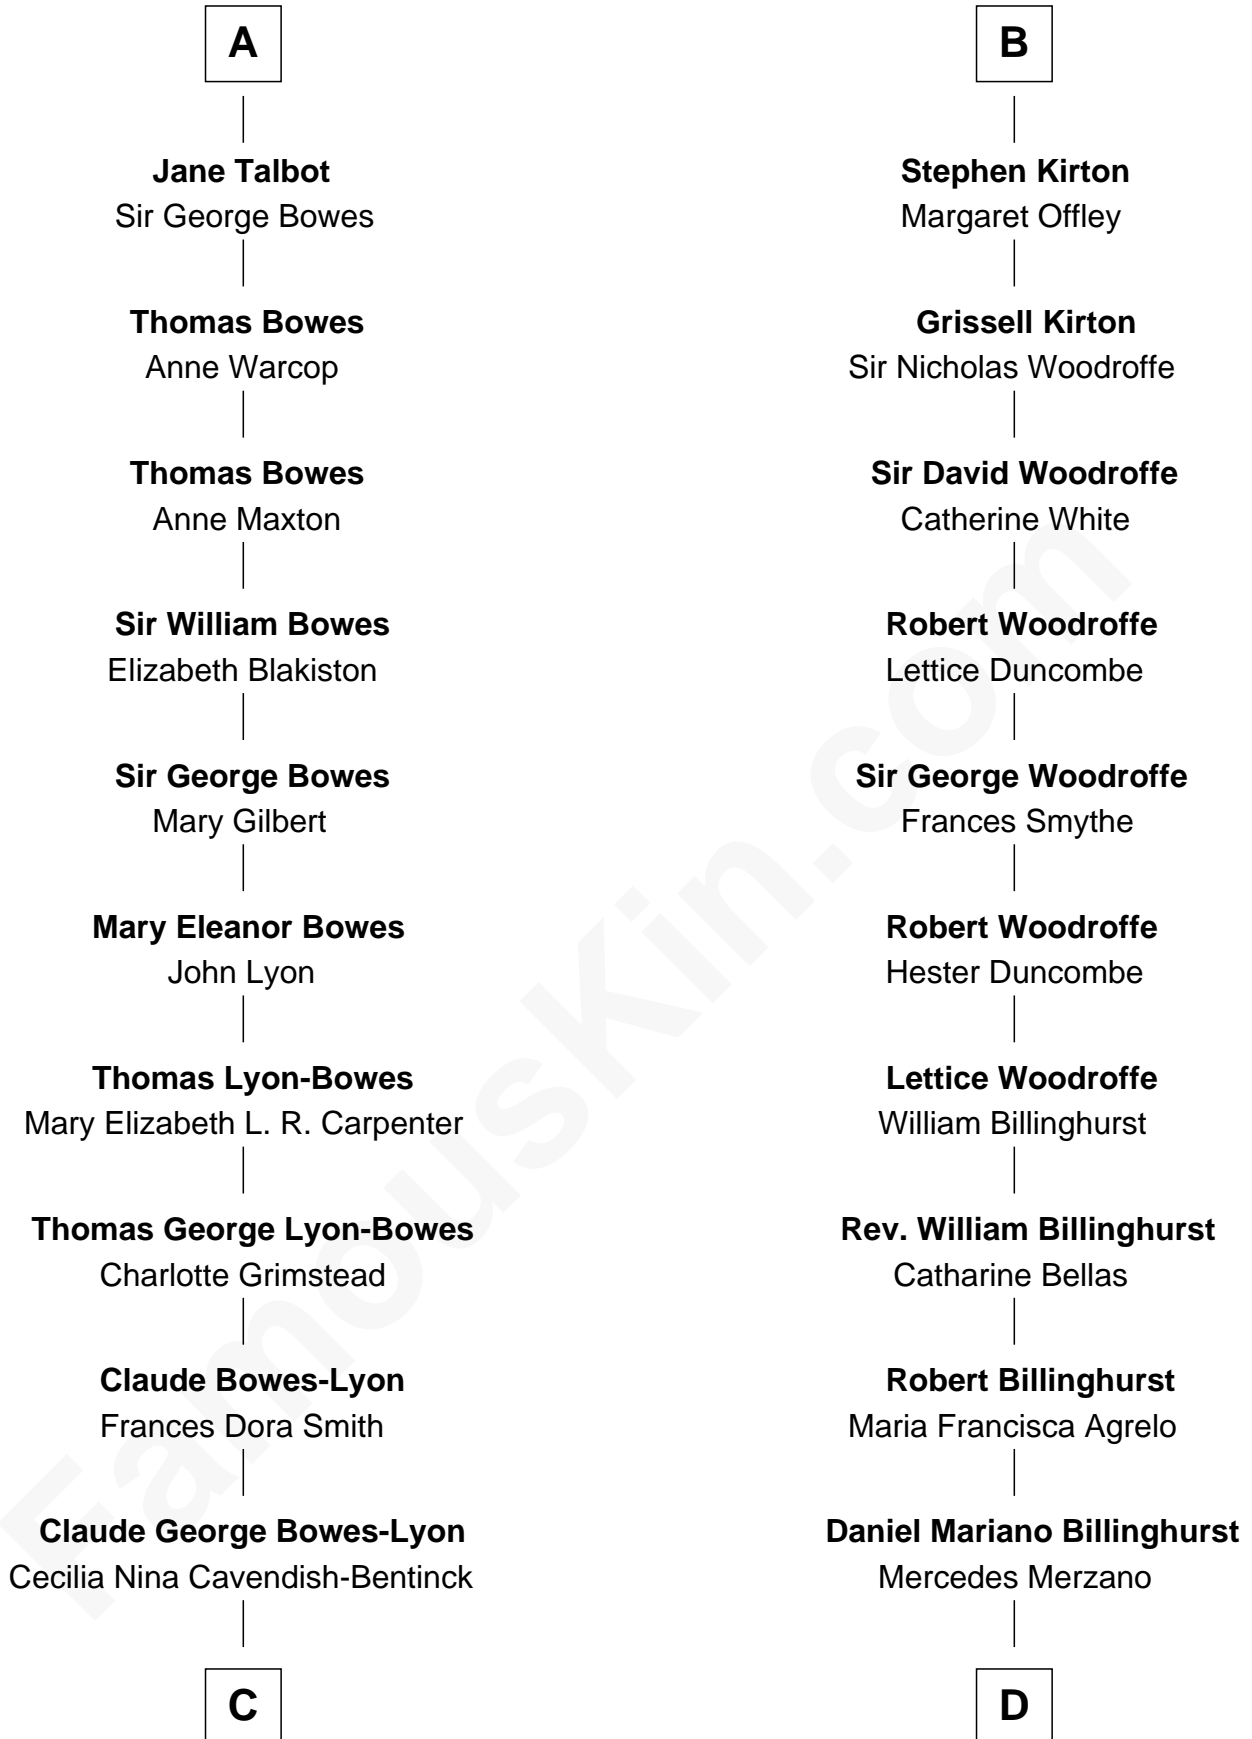 A
Jane Talbot
Sir George Bowes
Thomas Bowes
Anne Warcop
Thomas Bowes
Anne Maxton
Sir William Bowes
Elizabeth Blakiston
Sir George Bowes
Mary Gilbert
Mary Eleanor Bowes
John Lyon
Thomas Lyon-Bowes
Mary Elizabeth L. R. Carpenter
Thomas George Lyon-Bowes
Charlotte Grimstead
Claude Bowes-Lyon
Frances Dora Smith
Claude George Bowes-Lyon
Cecilia Nina Cavendish-Bentinck
C
B
Stephen Kirton
Margaret Offley
Grissell Kirton
Sir Nicholas Woodroffe
Sir David Woodroffe
Catherine White
Robert Woodroffe
Lettice Duncombe
Sir George Woodroffe
Frances Smythe
Robert Woodroffe
Hester Duncombe
Lettice Woodroffe
William Billinghurst
Rev. William Billinghurst
Catharine Bellas
Robert Billinghurst
Maria Francisca Agrelo
Daniel Mariano Billinghurst
Mercedes Merzano
D
FamousKin.com